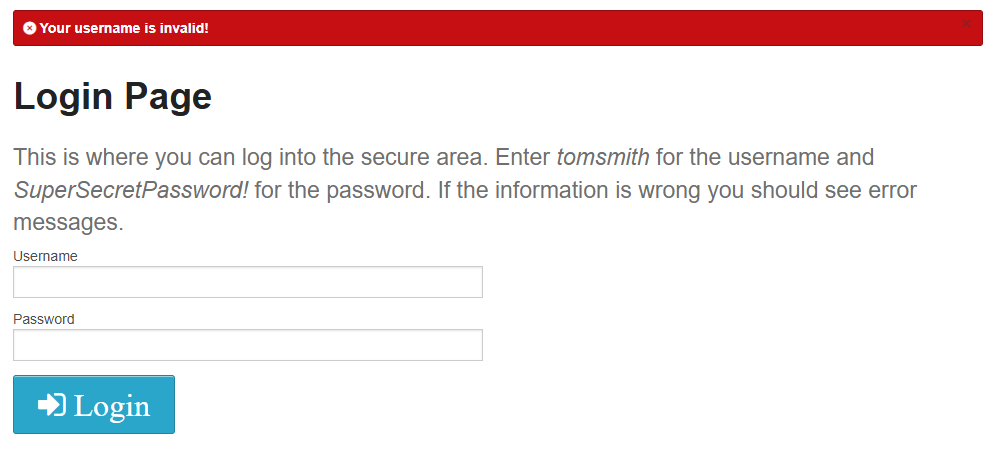 Your username is invalid!
Login Page
This is where you can log into the secure area. Enter tomsmith for the username and
SuperSecretPassword! for the password. If the information is wrong you should see error
messages.
Username
Password
Login